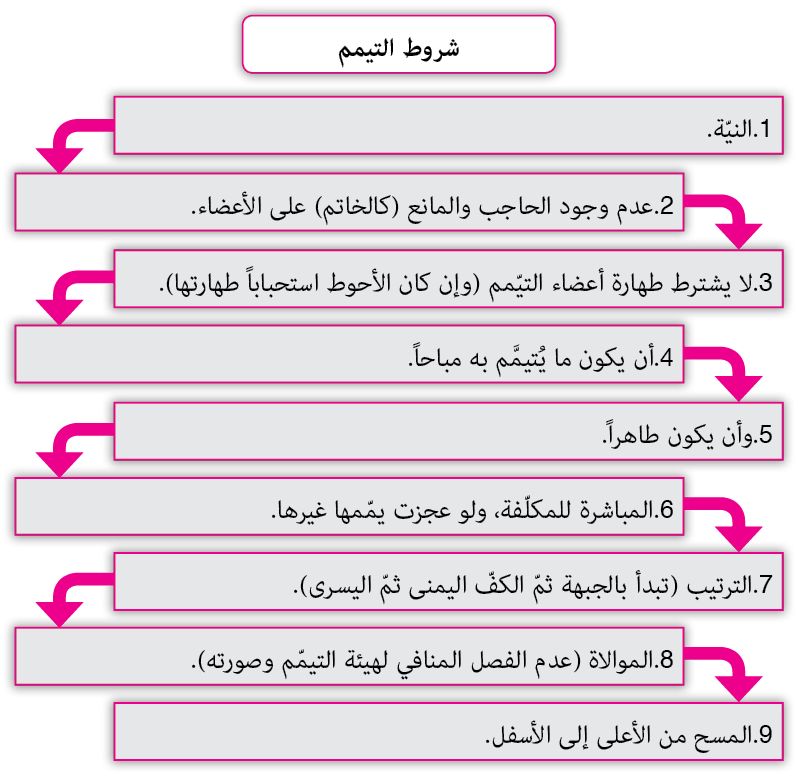 شروط التيمم
1.النيّة.
2.عدم وجود الحاجب والمانع (كالخاتم) على الأعضاء.
3.لا يشترط طهارة أعضاء التيّمم (وإن كان الأحوط استحباباً طهارتها).
4.أن يكون ما يُتيمَّم به مباحاً.
5.وأن يكون طاهراً.
6.المباشرة للمكلّفة، ولو عجزت يمّمها غيرها.
7.الترتيب (تبدأ بالجبهة ثمّ الكفّ اليمنى ثمّ اليسرى).
8.الموالاة (عدم الفصل المنافي لهيئة التيمّم وصورته).
9.المسح من الأعلى إلى الأسفل.